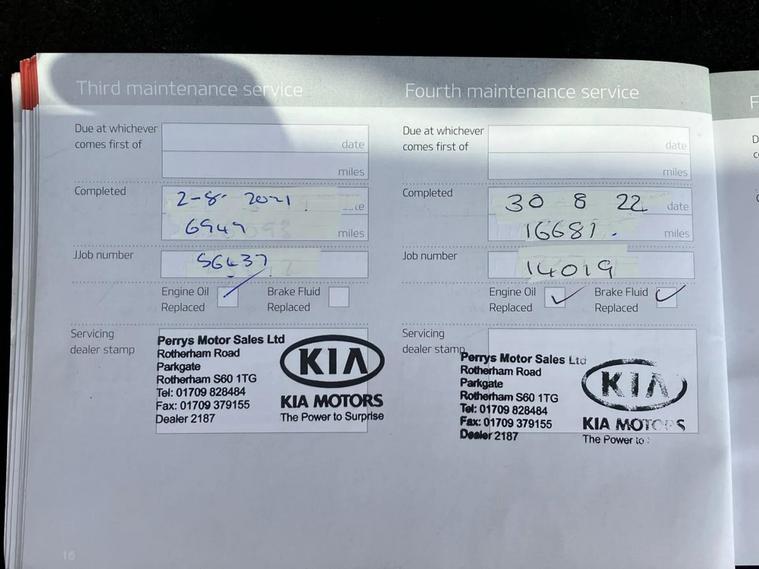 Third maintenance service
Due at whichever
comes first of
date
miles
Completed
2-8-2021
6949
miles
JJob number
56437
Engine Oil
Replaced
Brake Fluid
Replaced
Servicing
dealer stamp
Perrys Motor Sales Ltd
Rotherham Road
Parkgate
Rotherham S60 1TG
Tel: 01709 828484
Fax: 01709 379155
Dealer 2187
KIA
KIA MOTORS
The Power to Surprise
16
Fourth maintenance service
Due at whichever
comes first of
date
miles
Completed
30 8 22
date
16681.
miles
Job number
14019
Engine Oil
Replaced
Brake Fluid
Replaced
Servicing
dealer stamp
Perrys Motor Sales Ltd
Rotherham Road
Parkgate
Rotherham S60 1TG
Tel: 01709 828484
Fax: 01709 379155
Dealer 2187
KIA
KIA MOTORS
The Power to